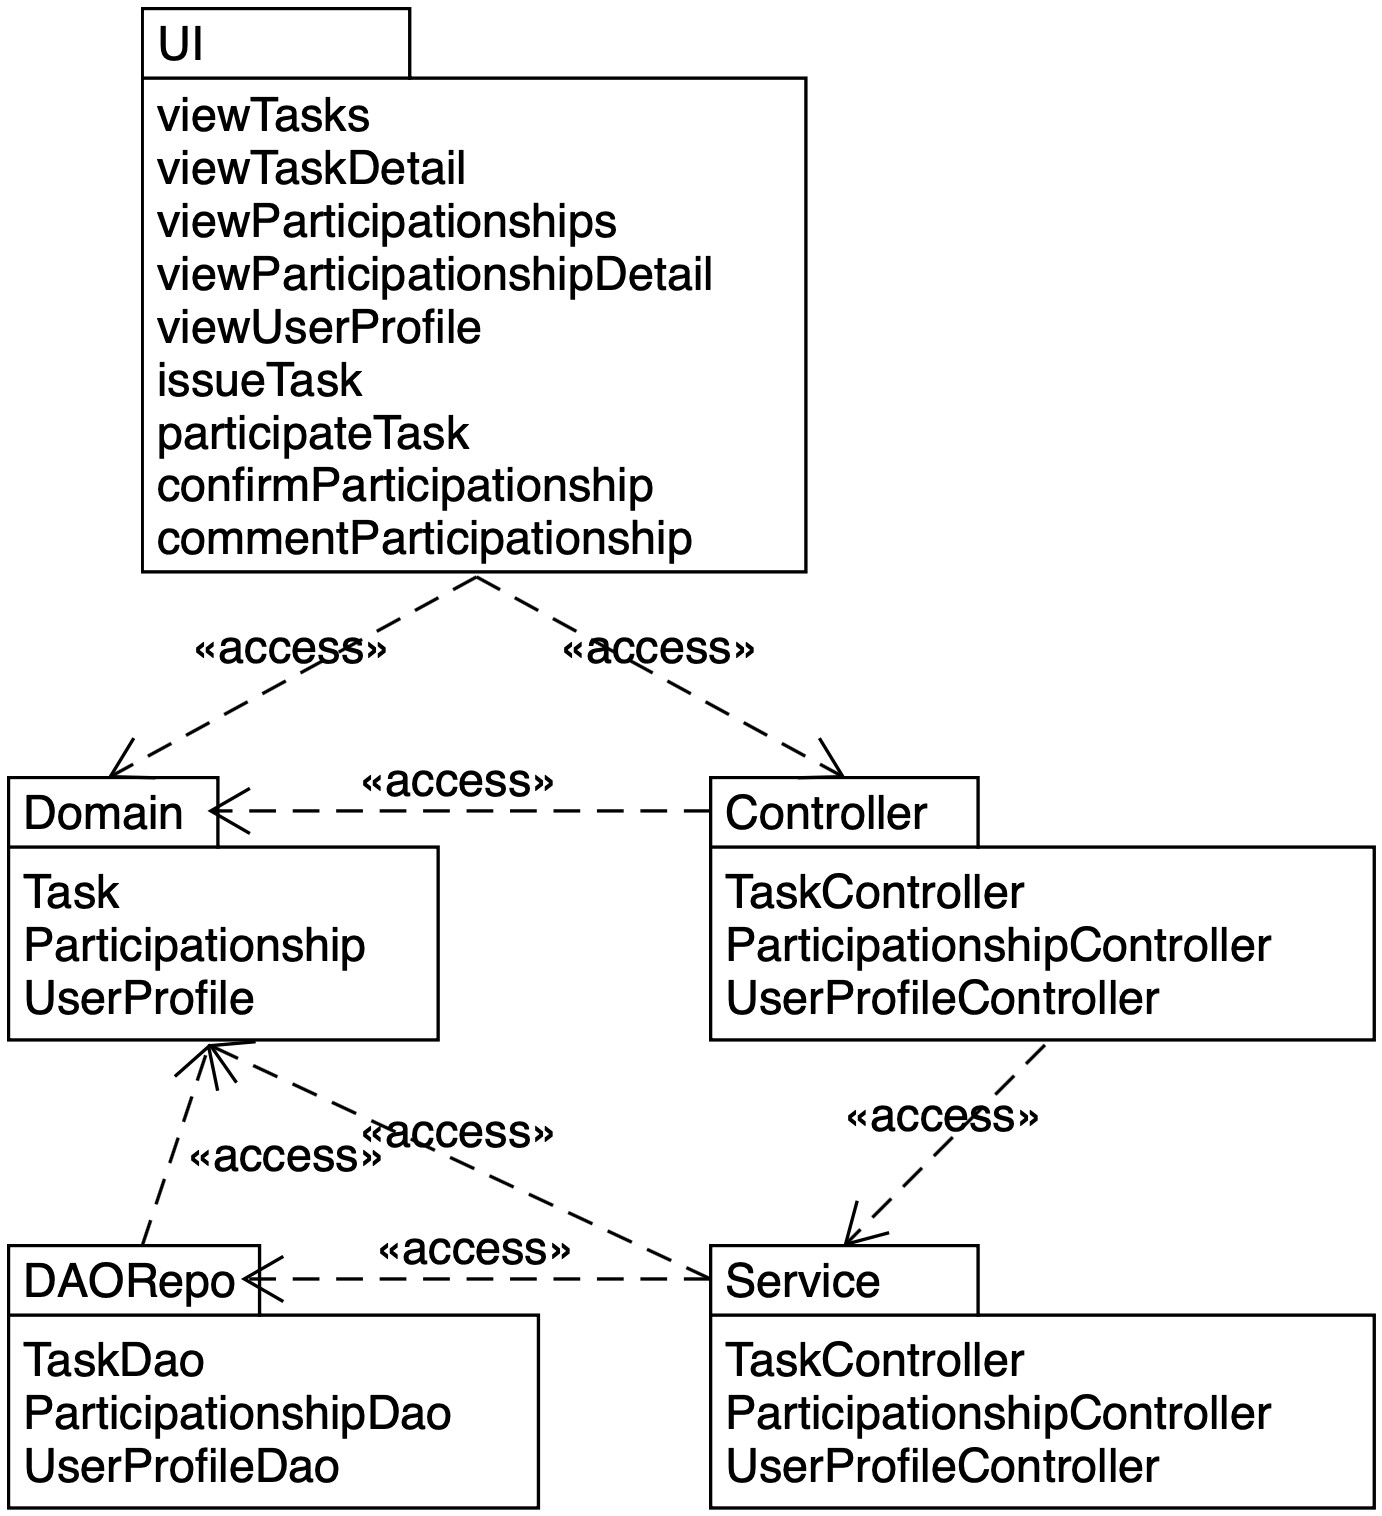 UI
viewTasks
viewTaskDetail
viewParticipationships
viewParticipationshipDetail
viewUserProfile
issueTask
participateTask
confirmParticipationship
commentParticipationship
«access»
«access»
«access»
Domain
Task
Participationship
UserProfile
Controller
TaskController
ParticipationshipController
UserProfileController
«access»
«access»
«access»
«access»
DAORepo
TaskDao
ParticipationshipDao
UserProfileDao
Service
TaskController
ParticipationshipController
UserProfileController